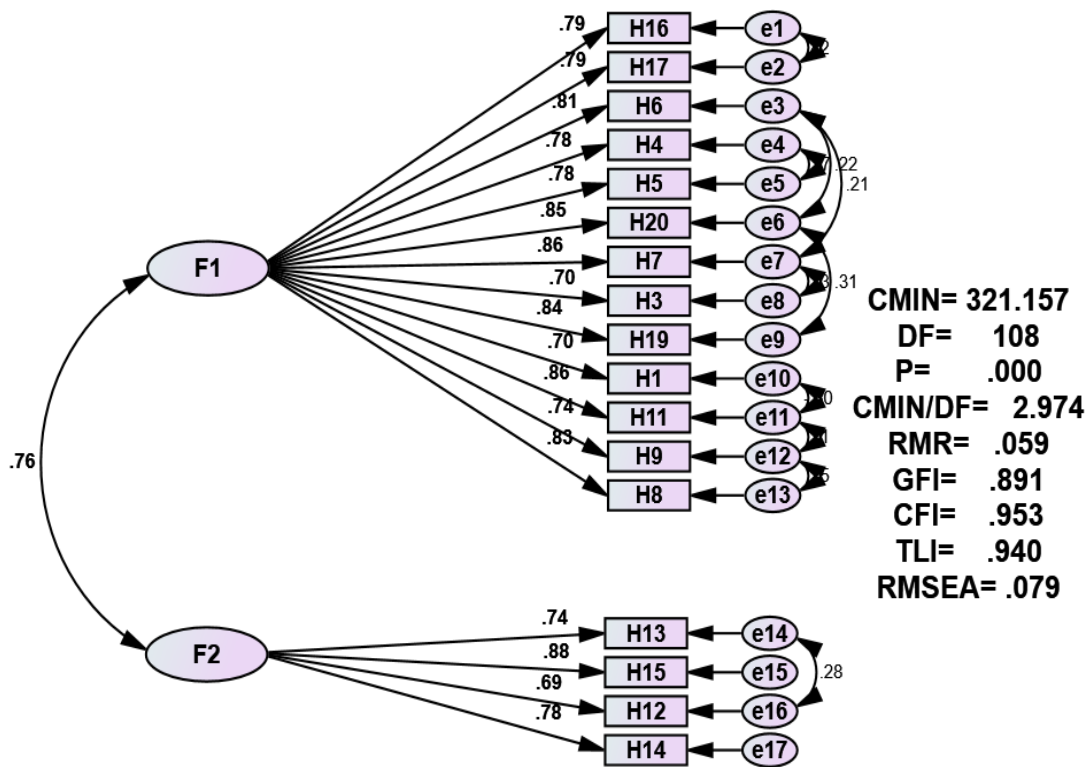 .79 H16 e1
.79 H17 e2
.81 H6 e3
.78 H4 e4
.22
.78 H5 e5
.21
.85 H20 e6
F1
.86 H7 e7
.31
.70 H3 e8
CMIN= 321.157
.84 H19 e9
DF= 108
.70 H1 e10
P= .000
.86 H11 e11
CMIN/DF= 2.974
.74 H9 e12
RMR= .059
.83 H8 e13
.76
GFI= .891
CFI= .953
TLI= .940
RMSEA= .079
.74 H13 e14
F2
.88 H15 e15
.28
.69 H12 e16
.78 H14 e17